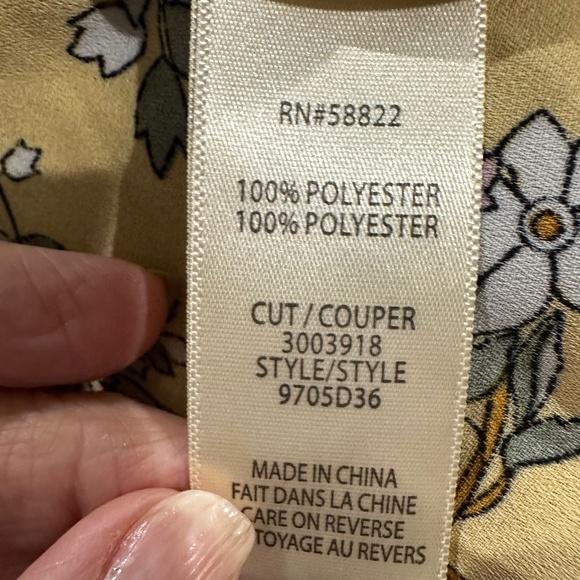 RN#58822
100% POLYESTER
100% POLYESTER
CUT / COUPER
3003918
STYLE/STYLE
9705D36
MADE IN CHINA
FAIT DANS LA CHINE
CARE ON REVERSE
AU REVERS